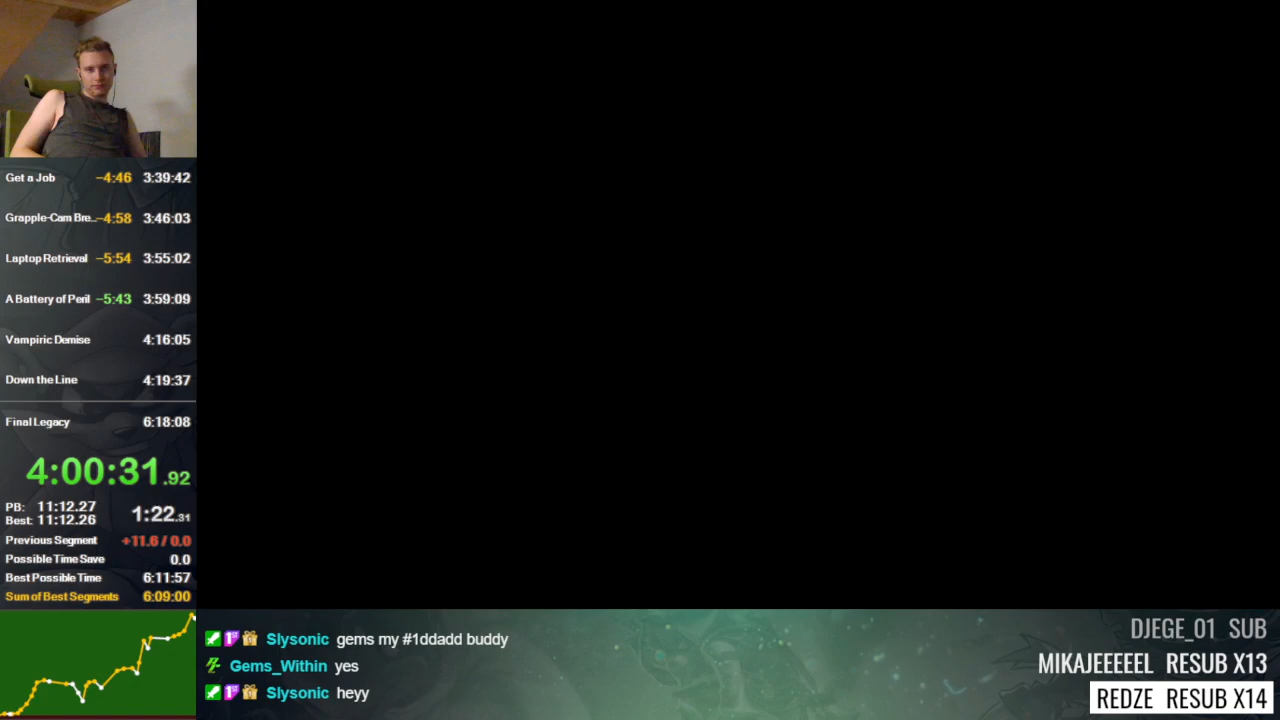 Get a Job −4:46 3:39:42
Grapple-Cam Bre... −4:58 3:46:03
Laptop Retrieval −5:54 3:55:02
A Battery of Peril −5:43 3:59:09
Vampiric Demise 4:16:05
Down the Line 4:19:37
Final Legacy 6:18:08
4:00:31.92
PB: 11:12.27
Best: 11:12.26
1:22.31
Previous Segment +11.6 / 0.0
Possible Time Save 0.0
Best Possible Time 6:11:57
Sum of Best Segments 6:09:00
Slysonic gems my #1ddadd buddy
Gems_Within yes
Slysonic heyy
DJEGE_01 SUB
MIKAJEEEEEL RESUB X13
REDZE RESUB X14